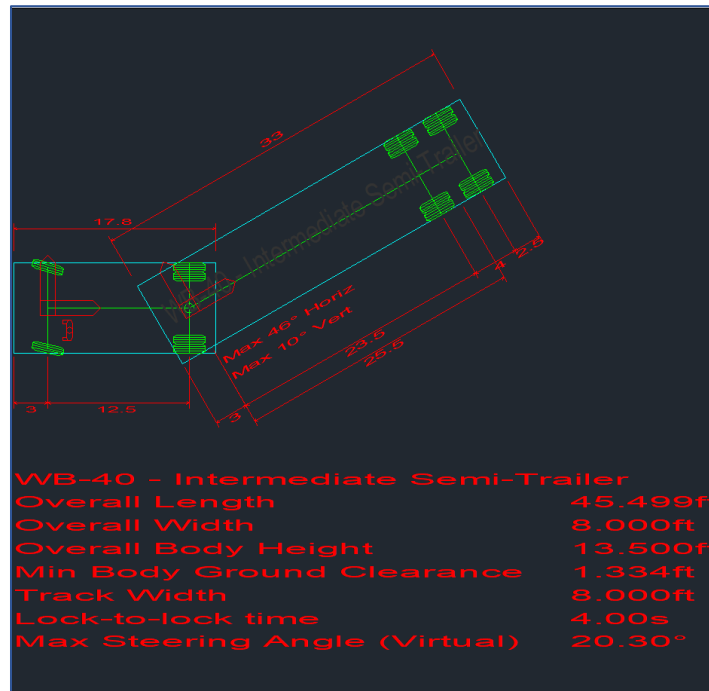 33
WB-40 - Intermediate Semi-Trailer
17.8
Max 46° Horiz
Max 10° Vert
4
2.5
23.5
25.5
3
3
12.5
WB-40 - Intermediate Semi-Trailer
Overall Length 45.499f
Overall Width 8.000ft
Overall Body Height 13.500f
Min Body Ground Clearance 1.334ft
Track Width 8.000ft
Lock-to-lock time 4.00s
Max Steering Angle (Virtual) 20.30°